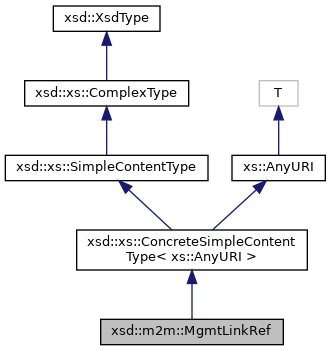 xsd::XsdType
xsd::xs::ComplexType
T
xsd::xs::SimpleContentType
xs::AnyURI
xsd::xs::ConcreteSimpleContent
Type< xs::AnyURI >
xsd::m2m::MgmtLinkRef